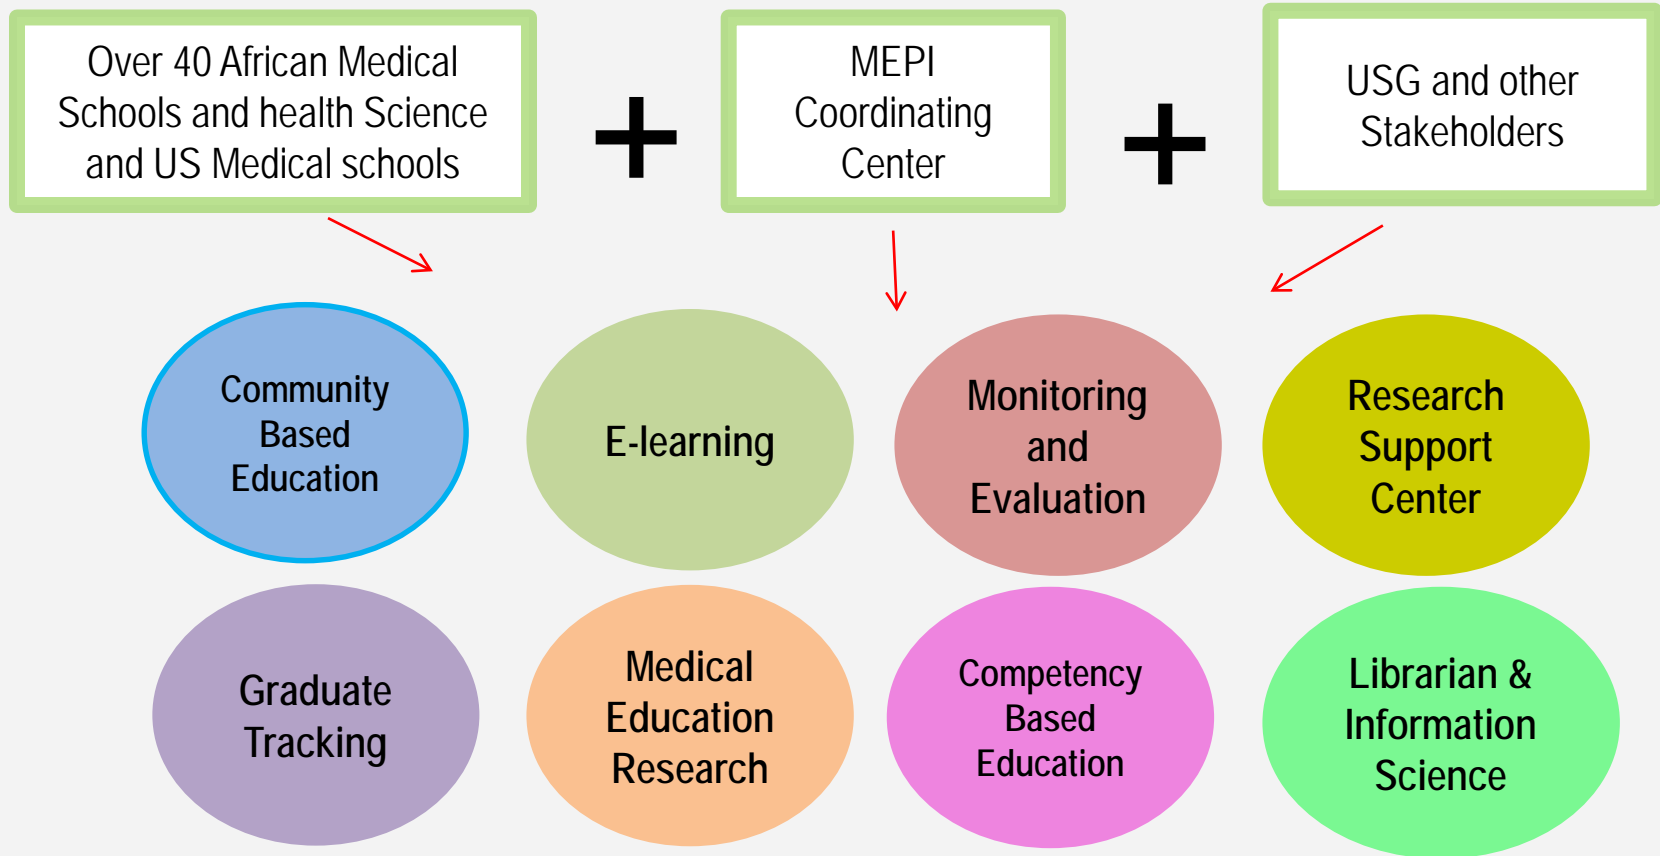 Over 40 African Medical
Schools and health Science
and US Medical schools
+
MEPI
Coordinating
Center
+
USG and other
Stakeholders
Community
Based
Education
E-learning
Monitoring
and
Evaluation
Research
Support
Center
Graduate
Tracking
Medical
Education
Research
Competency
Based
Education
Librarian &
Information
Science